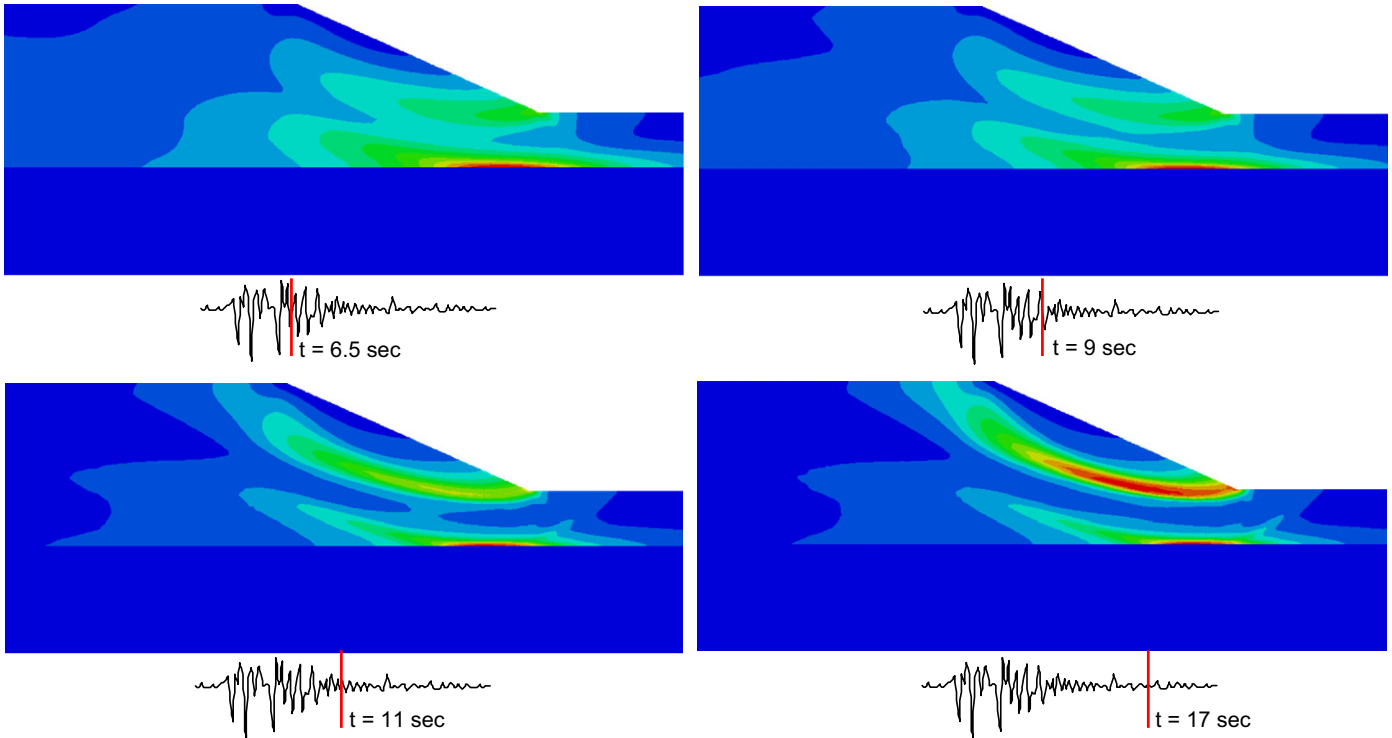 t = 6.5 sec
t = 9 sec
t = 11 sec
t = 17 sec